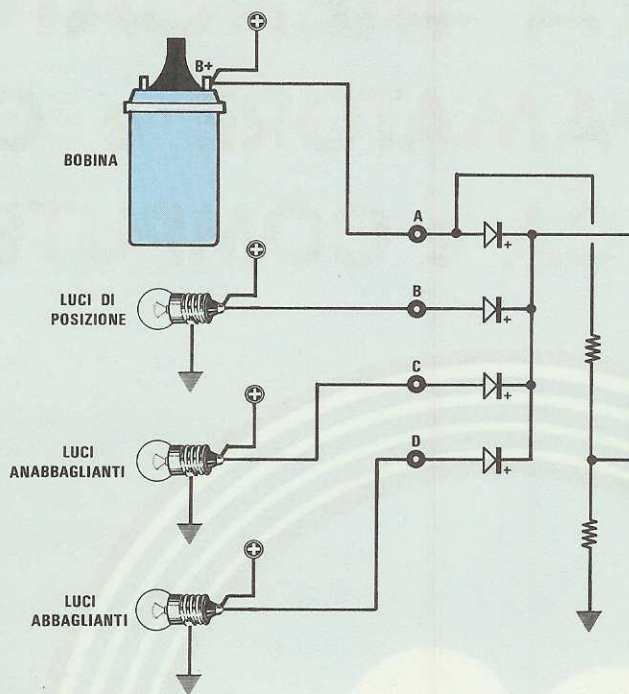 B+
BOBINA
A
LUCI DI
POSIZIONE
B
C
LUCI
ANABBAGLIANTI
D
LUCI
ABBAGLIANTI